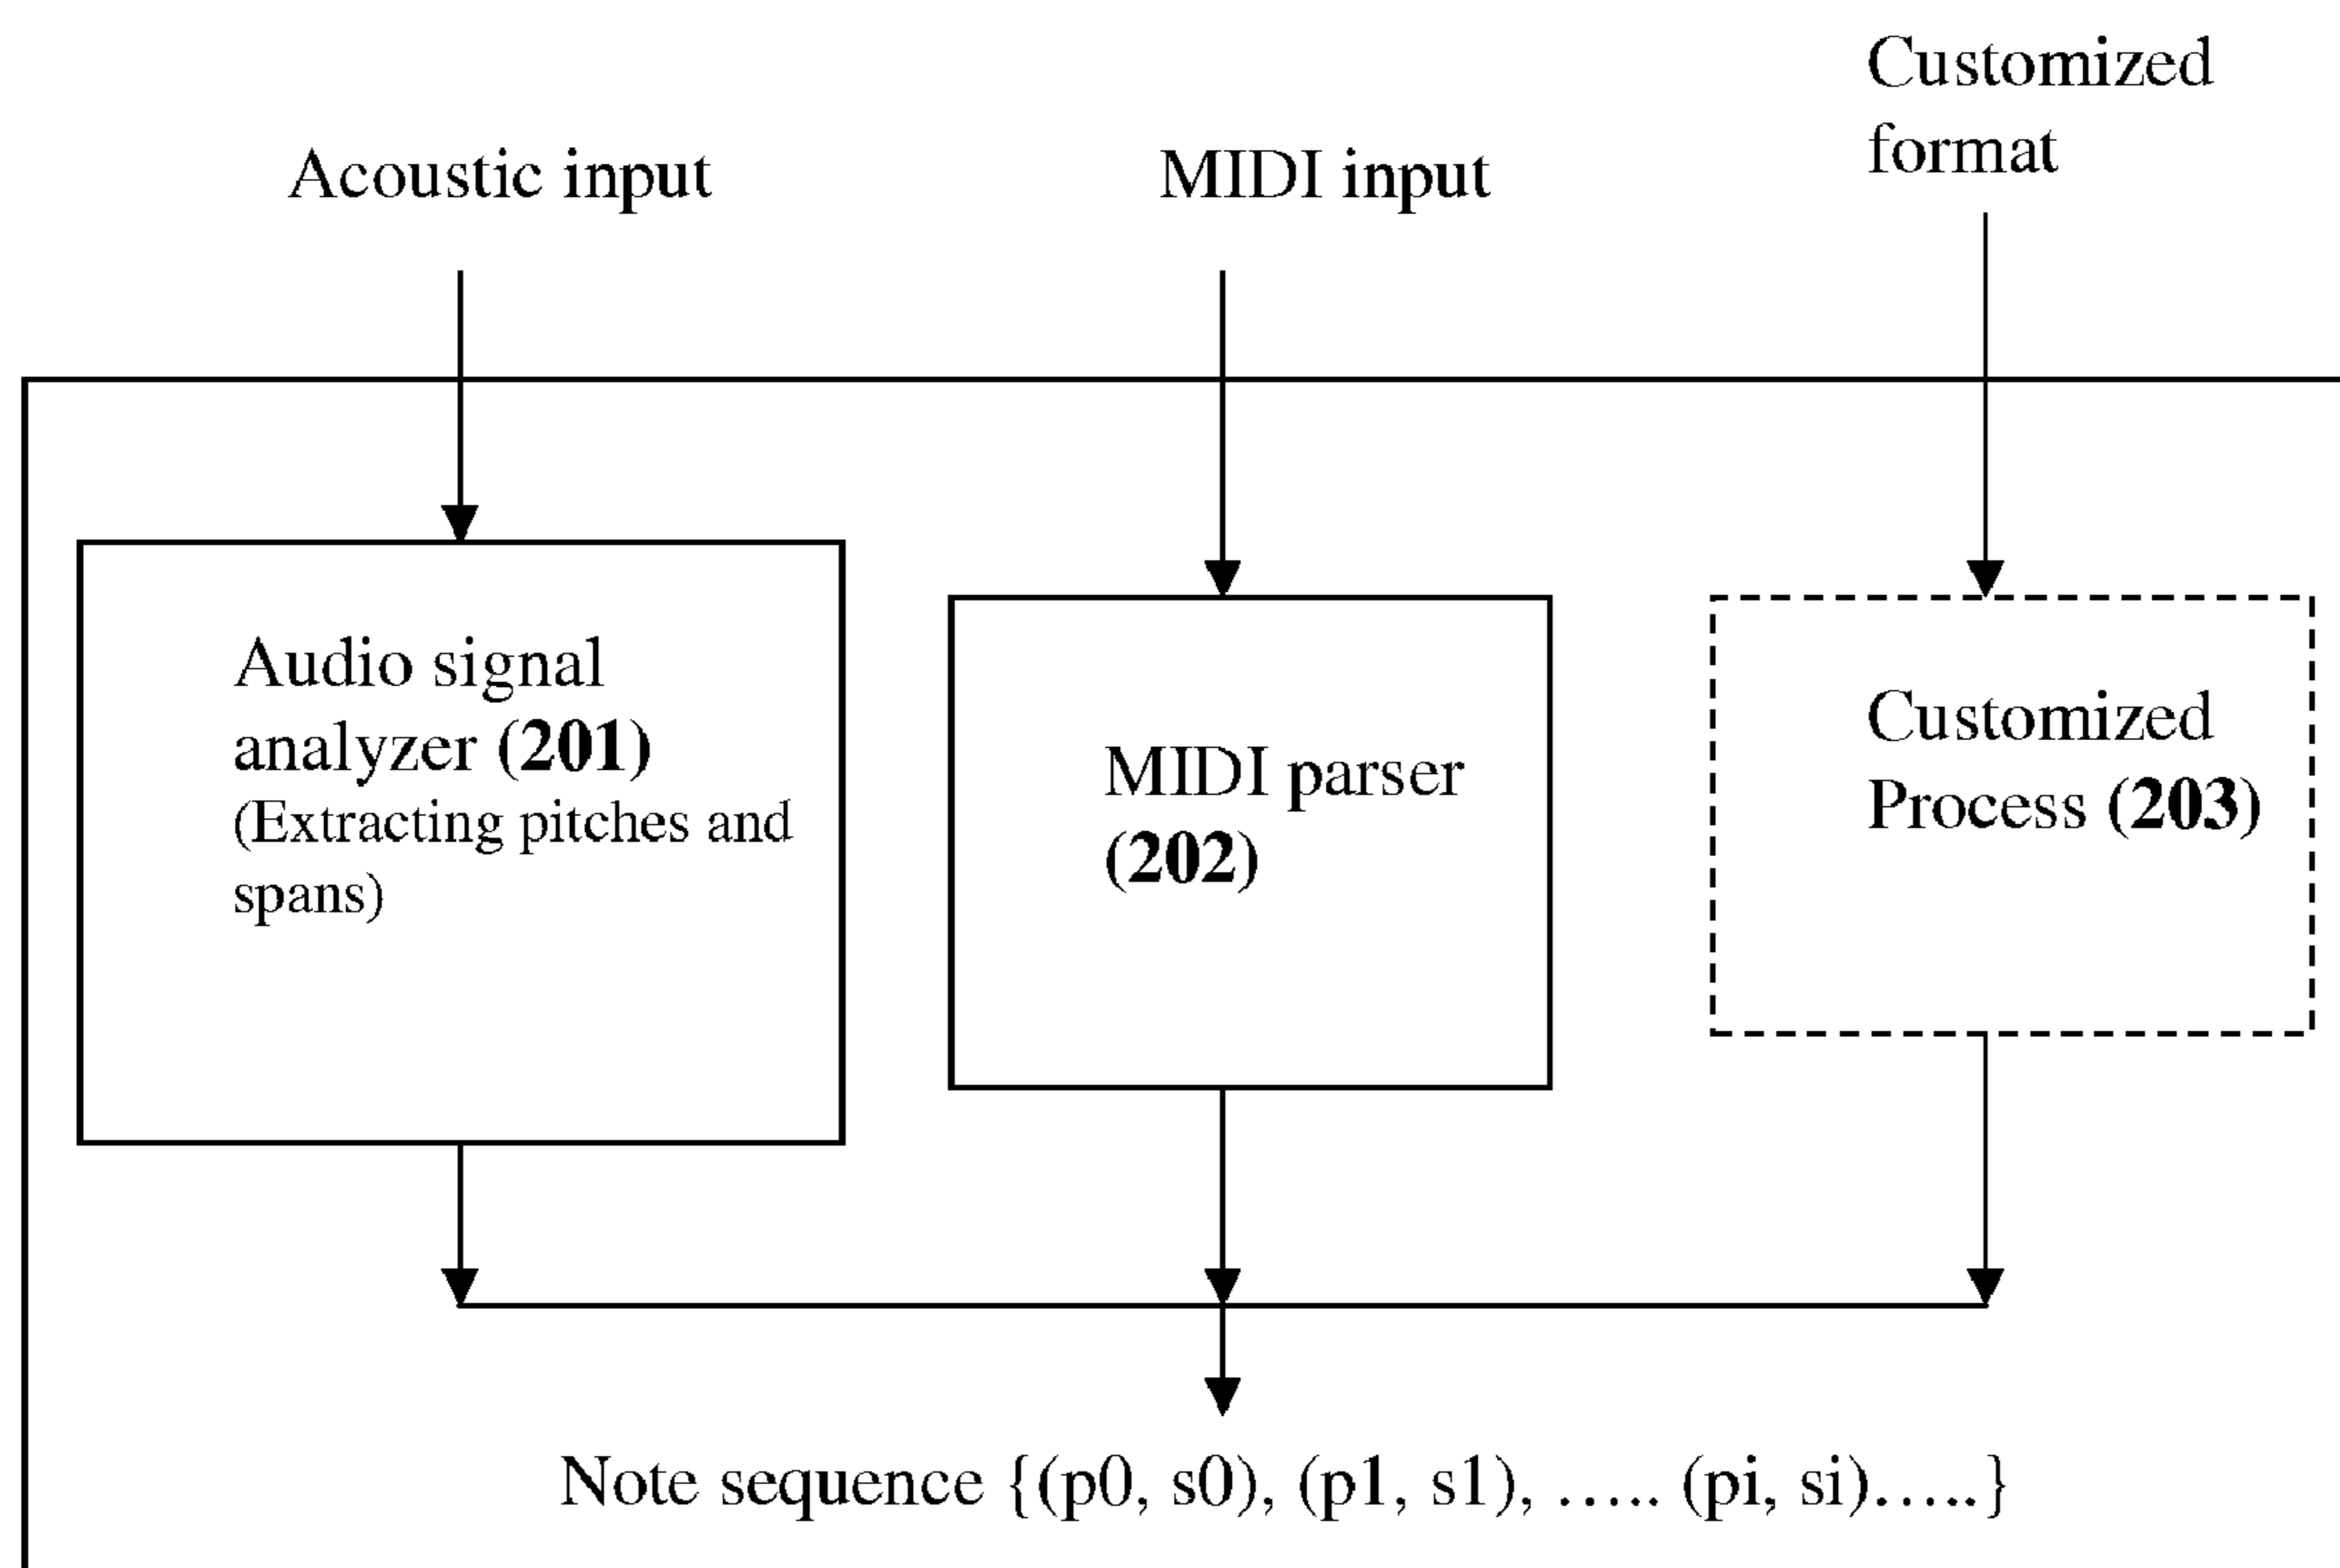 Customized
format
Acoustic input
MIDI input
Audio signal
analyzer (201)
(Extracting pitches and
spans)
MIDI parser
(202)
Customized
Process (203)
Note sequence {(p0, s0), (p1, s1), ..... (pi, si).....}